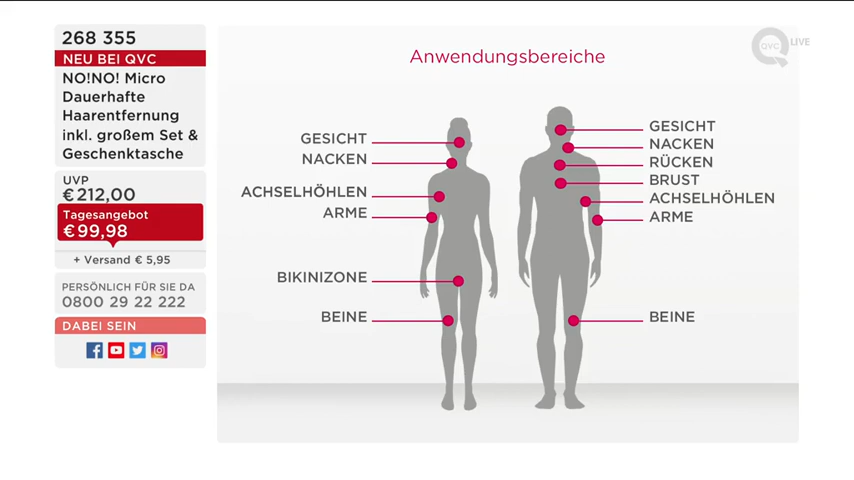 268 355
NEU BEI QVC
NO!NO! Micro
Dauerhafte
Haarentfernung
inkl. großem Set &
Geschenktasche
UVP
€ 212,00
Tagesangebot
€ 99,98
+ Versand € 5,95
PERSÖNLICH FÜR SIE DA
0800 29 22 222
DABEI SEIN
QVC LIVE
Anwendungsbereiche
GESICHT
NACKEN
ACHSELHÖHLEN
ARME
BIKINIZONE
BEINE
GESICHT
NACKEN
RÜCKEN
BRUST
ACHSELHÖHLEN
ARME
BEINE